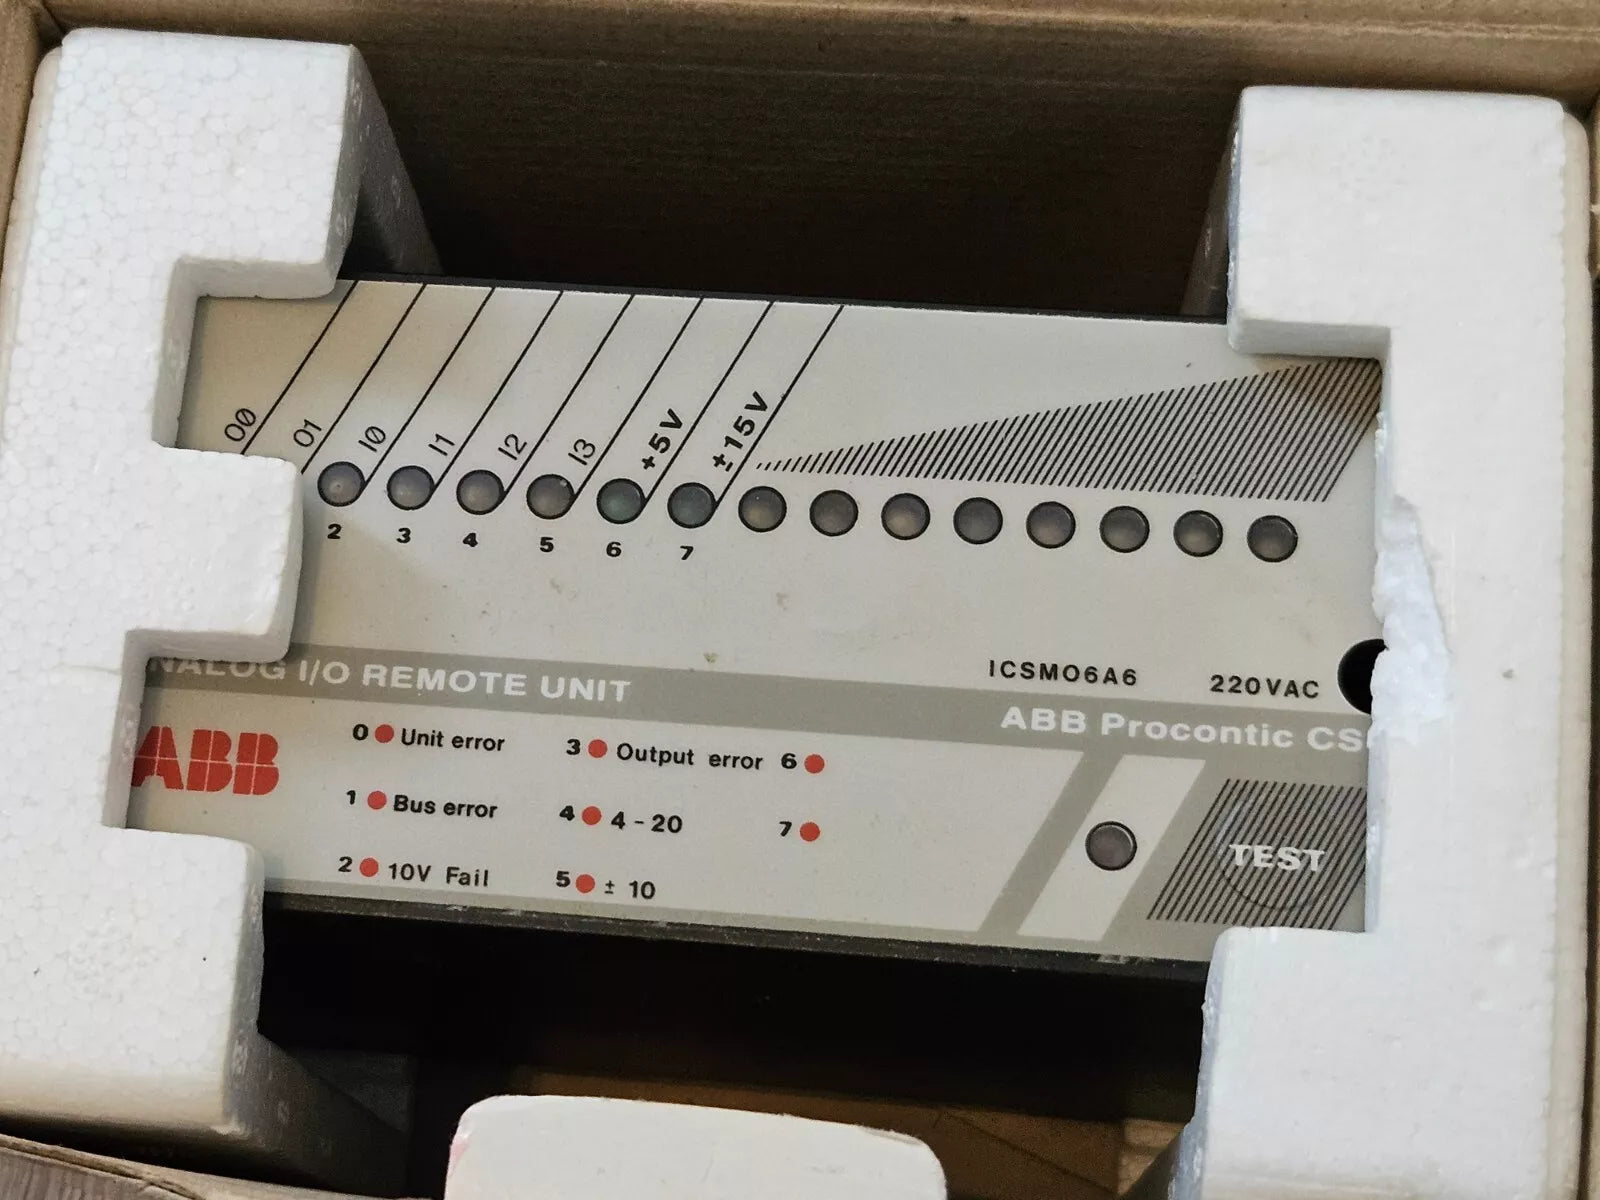 O0 O1 I0 I1 I2 I3 +5V ±15V
2 3 4 5 6 7
ICSM06A6 220VAC
NALOG I/O REMOTE UNIT
ABB Procontic CS
ABB
0 Unit error 3 Output error 6
1 Bus error 4 4-20 7
2 10V Fail 5 ± 10
TEST